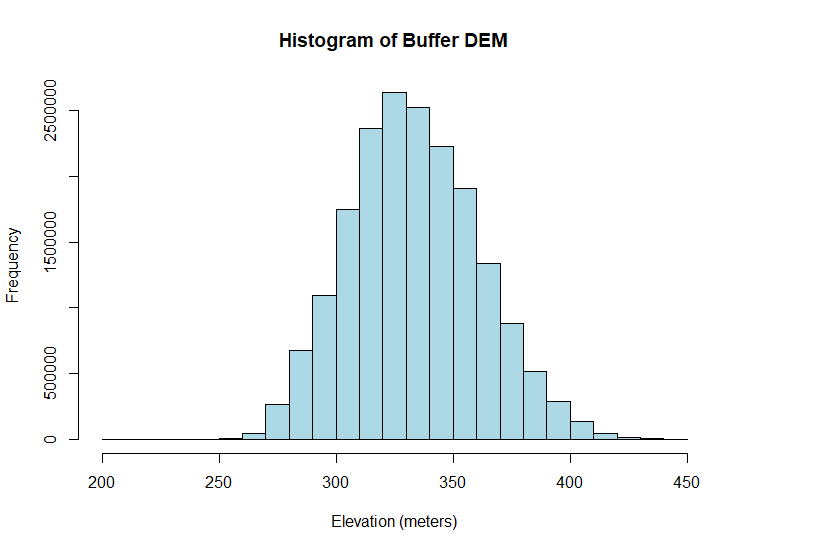 Histogram of Buffer DEM
Frequency
2500000
1500000
500000
0
200 250 300 350 400 450
Elevation (meters)